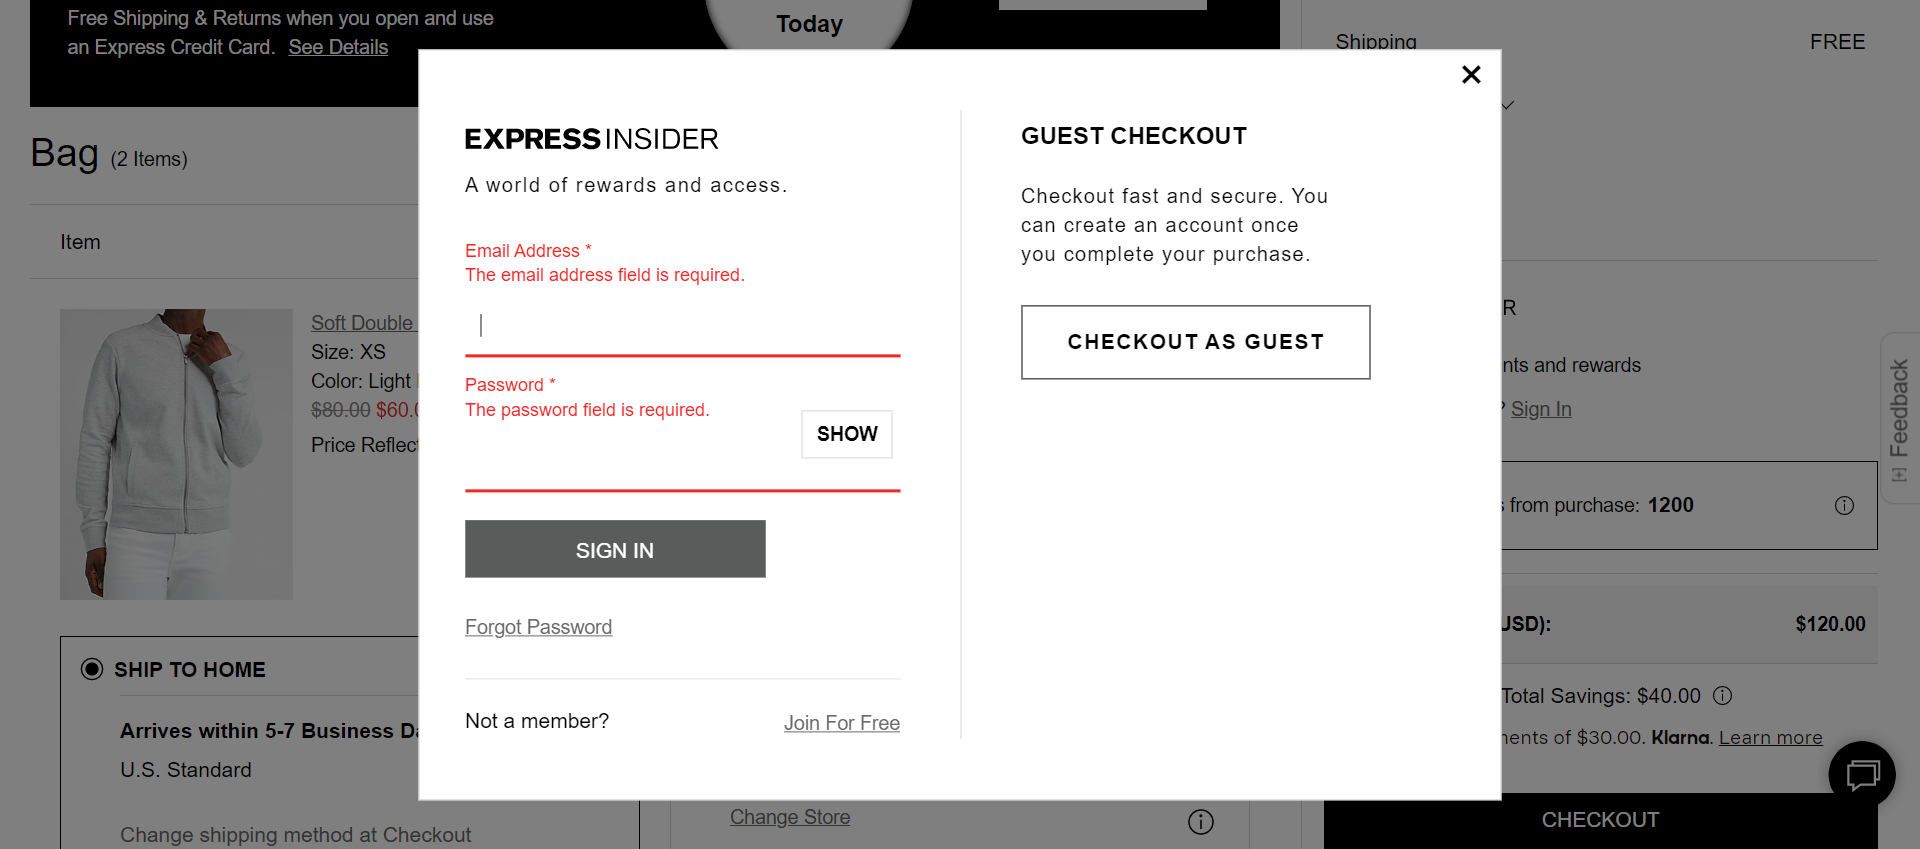 Free Shipping & Returns when you open and use
an Express Credit Card. See Details
Today
Shipping
FREE
Bag (2 Items)
Item
Soft Double
Size: XS
Color: Light
$80.00 $60.
Price Reflec
SHIP TO HOME
Arrives within 5-7 Business
U.S. Standard
Change shipping method at Checkout
EXPRESS INSIDER
A world of rewards and access.
Email Address *
The email address field is required.
Password *
The password field is required.
SHOW
SIGN IN
Forgot Password
Not a member?
Join For Free
GUEST CHECKOUT
Checkout fast and secure. You
can create an account once
you complete your purchase.
CHECKOUT AS GUEST
R
nts and rewards
? Sign In
from purchase: 1200
USD):
$120.00
Total Savings: $40.00
ments of $30.00. Klarna. Learn more
CHECKOUT
Change Store
[+] Feedback